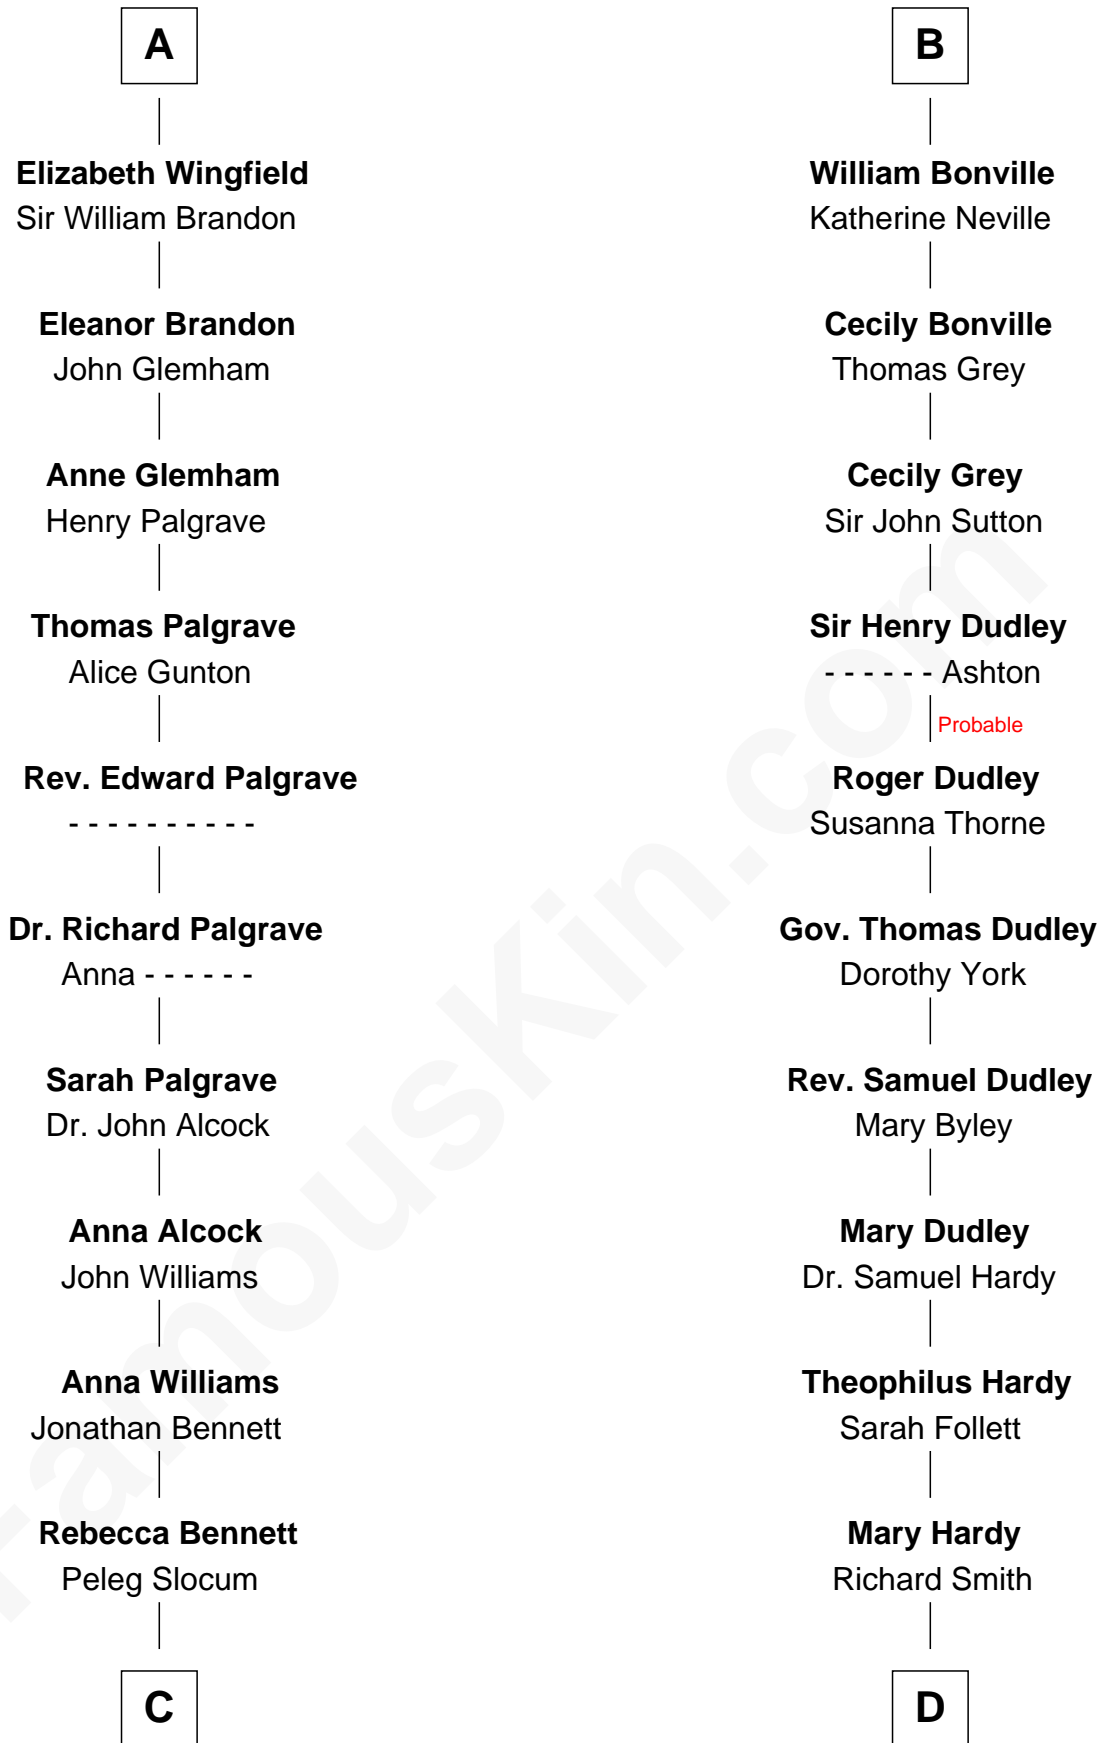 A
Elizabeth Wingfield
Sir William Brandon
Eleanor Brandon
John Glemham
Anne Glemham
Henry Palgrave
Thomas Palgrave
Alice Gunton
Rev. Edward Palgrave
- - - - - - - - - -
Dr. Richard Palgrave
Anna - - - - - -
Sarah Palgrave
Dr. John Alcock
Anna Alcock
John Williams
Anna Williams
Jonathan Bennett
Rebecca Bennett
Peleg Slocum
C
B
William Bonville
Katherine Neville
Cecily Bonville
Thomas Grey
Cecily Grey
Sir John Sutton
Sir Henry Dudley
- - - - - - Ashton
Probable
Roger Dudley
Susanna Thorne
Gov. Thomas Dudley
Dorothy York
Rev. Samuel Dudley
Mary Byley
Mary Dudley
Dr. Samuel Hardy
Theophilus Hardy
Sarah Follett
Mary Hardy
Richard Smith
D
FamousKin.com